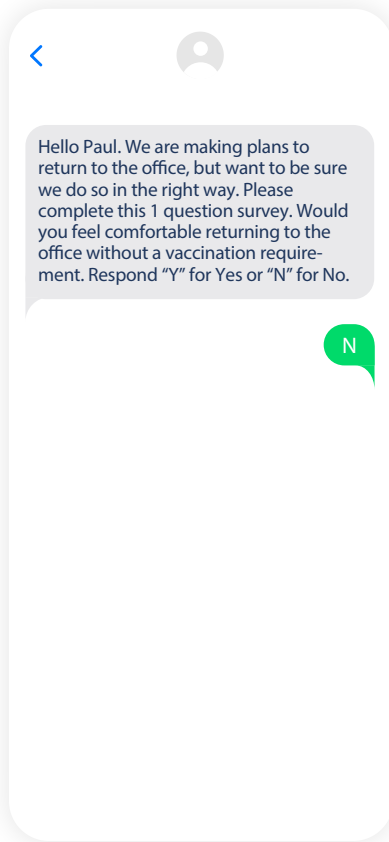 Hello Paul. We are making plans to
return to the office, but want to be sure
we do so in the right way. Please
complete this 1 question survey. Would
you feel comfortable returning to the
office without a vaccination require-
ment. Respond “Y” for Yes or “N” for No.
N